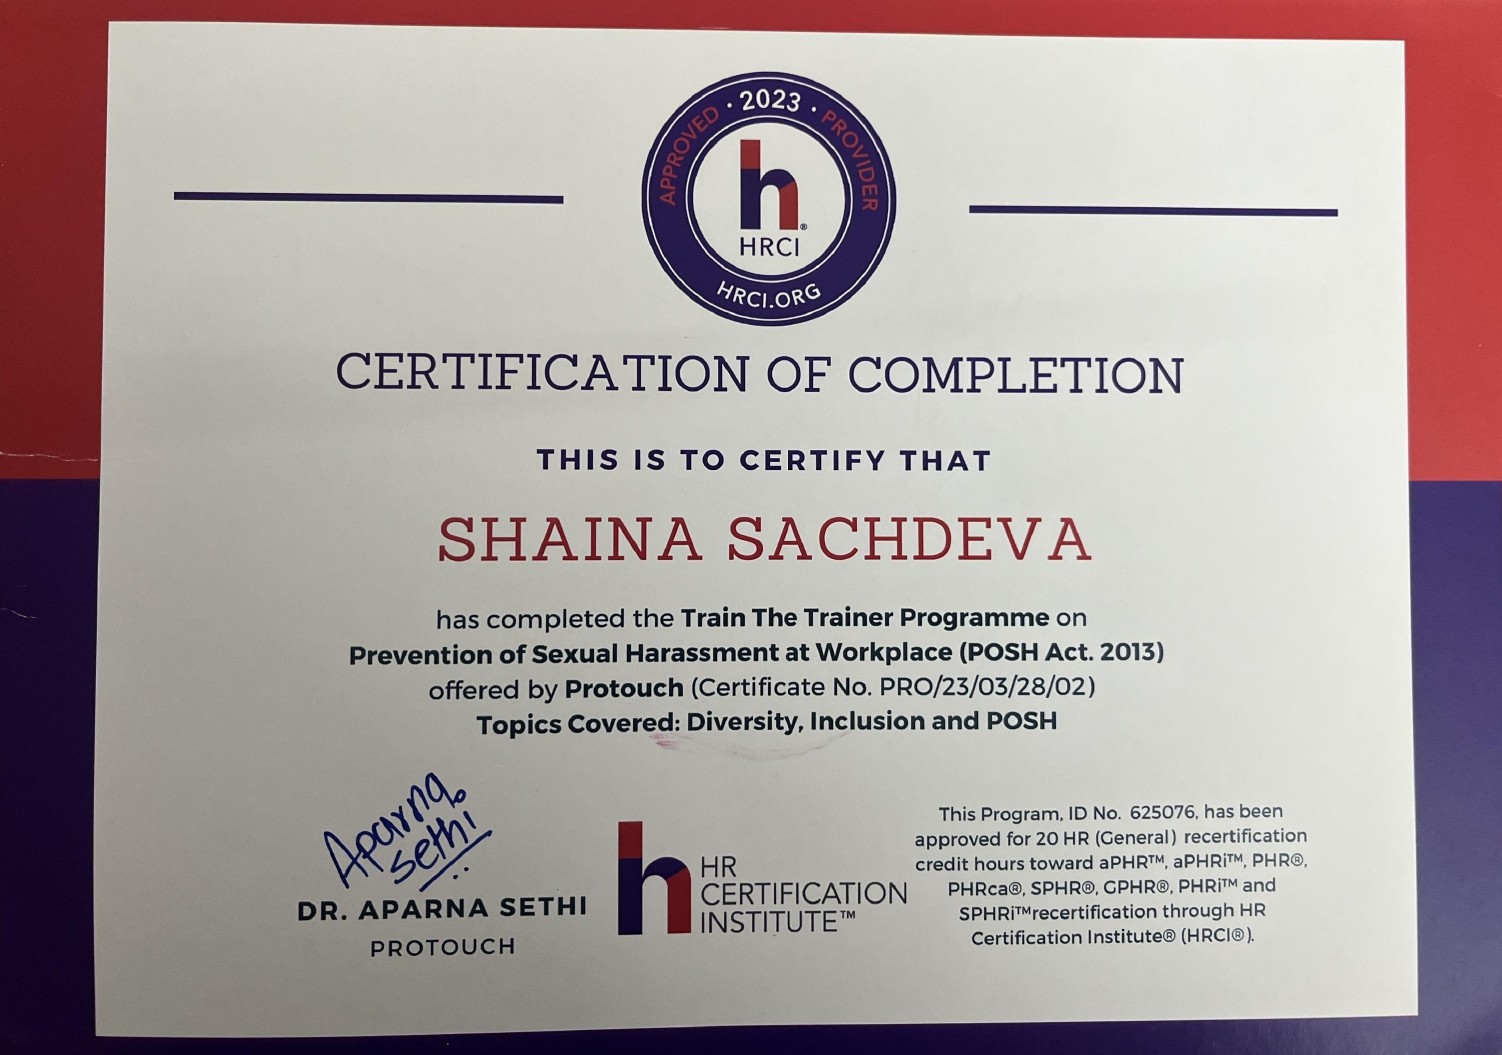 APPROVED · 2023 · PROVIDER
h®
HRCI
HRCI.ORG
CERTIFICATION OF COMPLETION
THIS IS TO CERTIFY THAT
SHAINA SACHDEVA
has completed the Train The Trainer Programme on
Prevention of Sexual Harassment at Workplace (POSH Act. 2013)
offered by Protouch (Certificate No. PRO/23/03/28/02)
Topics Covered: Diversity, Inclusion and POSH
Aparna
Sethi
DR. APARNA SETHI
PROTOUCH
h HR
CERTIFICATION
INSTITUTE™
This Program, ID No. 625076, has been
approved for 20 HR (General) recertification
credit hours toward aPHR™, aPHRi™, PHR®,
PHRca®, SPHR®, GPHR®, PHRi™ and
SPHRi™recertification through HR
Certification Institute® (HRCI®).